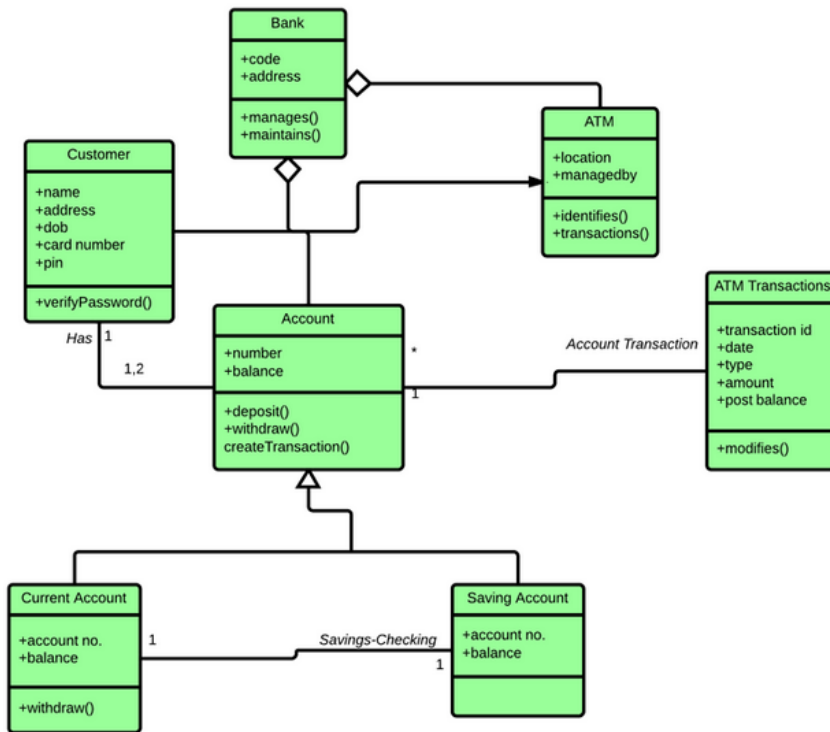 Bank
+code
+address
+manages()
+maintains()
ATM
+location
+managedby
+identifies()
+transactions()
Customer
+name
+address
+dob
+card number
+pin
+verifyPassword()
Has
1
1,2
Account
+number
+balance
+deposit()
+withdraw()
createTransaction()
*
1
Account Transaction
ATM Transactions
+transaction id
+date
+type
+amount
+post balance
+modifies()
Current Account
+account no.
+balance
+withdraw()
1
Savings-Checking
1
Saving Account
+account no.
+balance